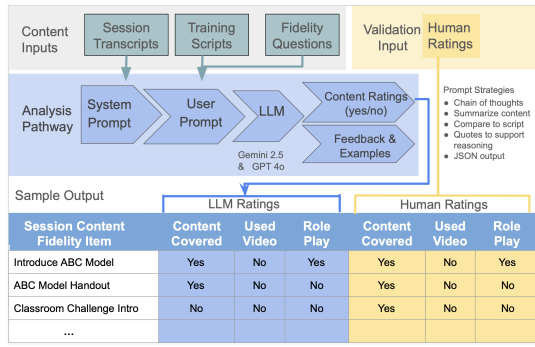 Content Inputs
Session Transcripts
Training Scripts
Fidelity Questions
Validation Input
Human Ratings
Analysis Pathway
System Prompt
User Prompt
LLM
Gemini 2.5
& GPT 4o
Content Ratings (yes/no)
Feedback & Examples
Prompt Strategies
● Chain of thoughts
● Summarize content
● Compare to script
● Quotes to support reasoning
● JSON output
Sample Output
LLM Ratings
Human Ratings
Session Content Fidelity Item
Content Covered
Used Video
Role Play
Content Covered
Used Video
Role Play
Introduce ABC Model Yes No Yes Yes No Yes
ABC Model Handout Yes No No Yes No No
Classroom Challenge Intro No No No Yes No No
...